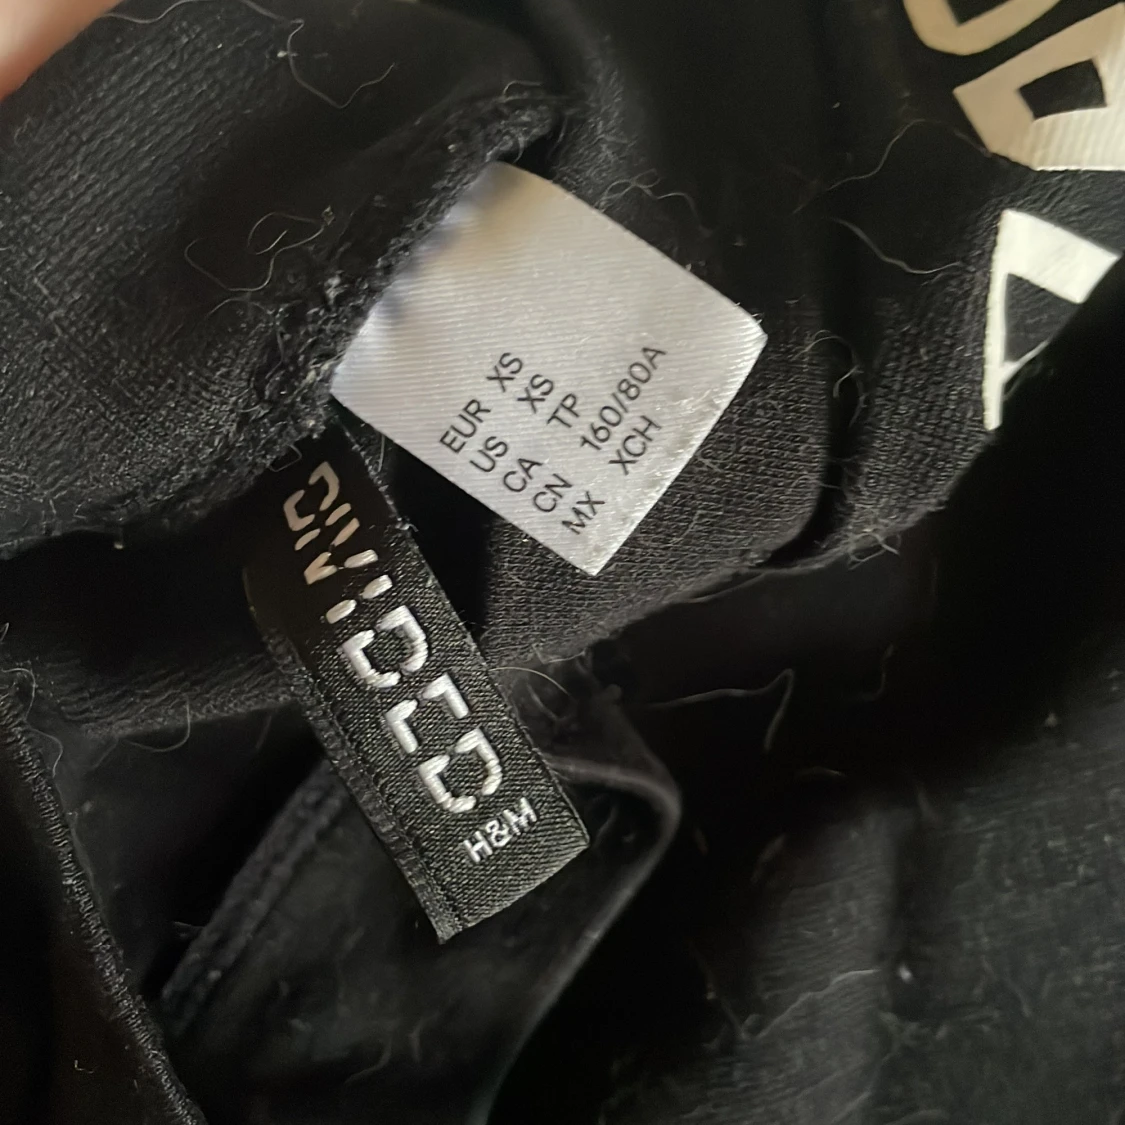 EUR XS
US XS
CA TP
CN 160/80A
MX XCH
DIVIDED
H&M